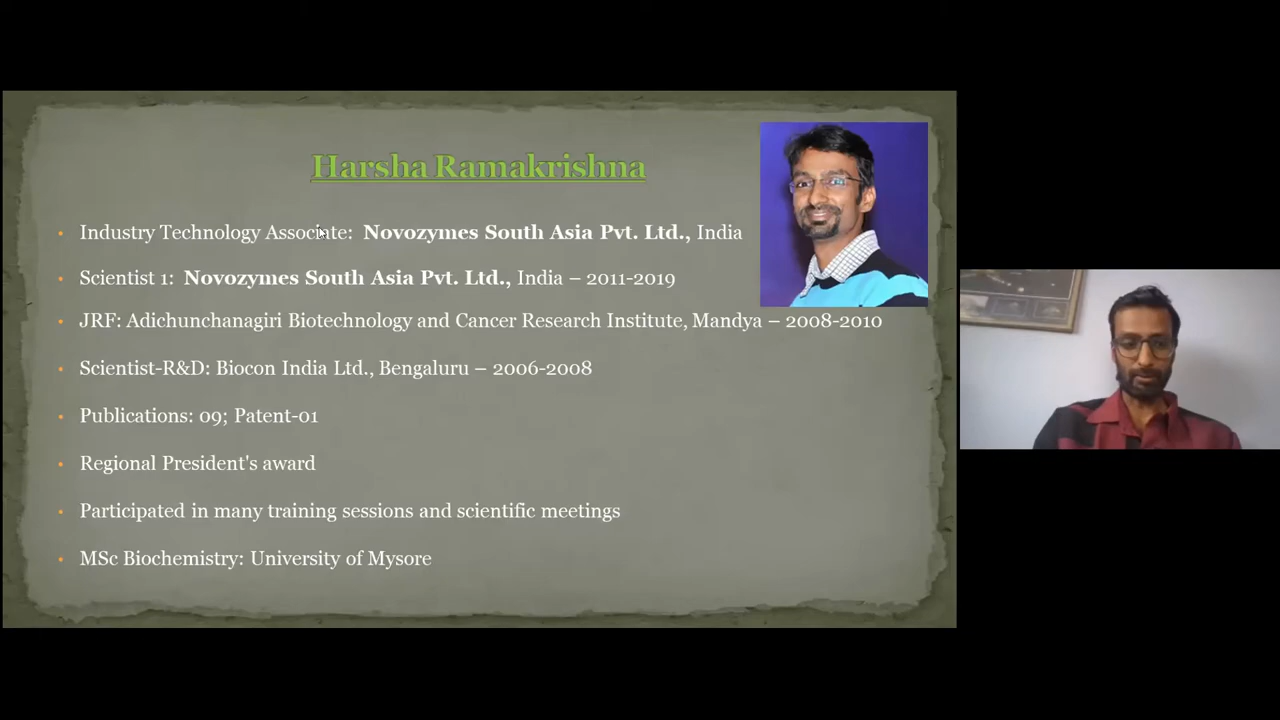 Harsha Ramakrishna
• Industry Technology Associate: Novozymes South Asia Pvt. Ltd., India
• Scientist 1: Novozymes South Asia Pvt. Ltd., India – 2011-2019
• JRF: Adichunchanagiri Biotechnology and Cancer Research Institute, Mandya – 2008-2010
• Scientist-R&D: Biocon India Ltd., Bengaluru – 2006-2008
• Publications: 09; Patent-01
• Regional President's award
• Participated in many training sessions and scientific meetings
• MSc Biochemistry: University of Mysore